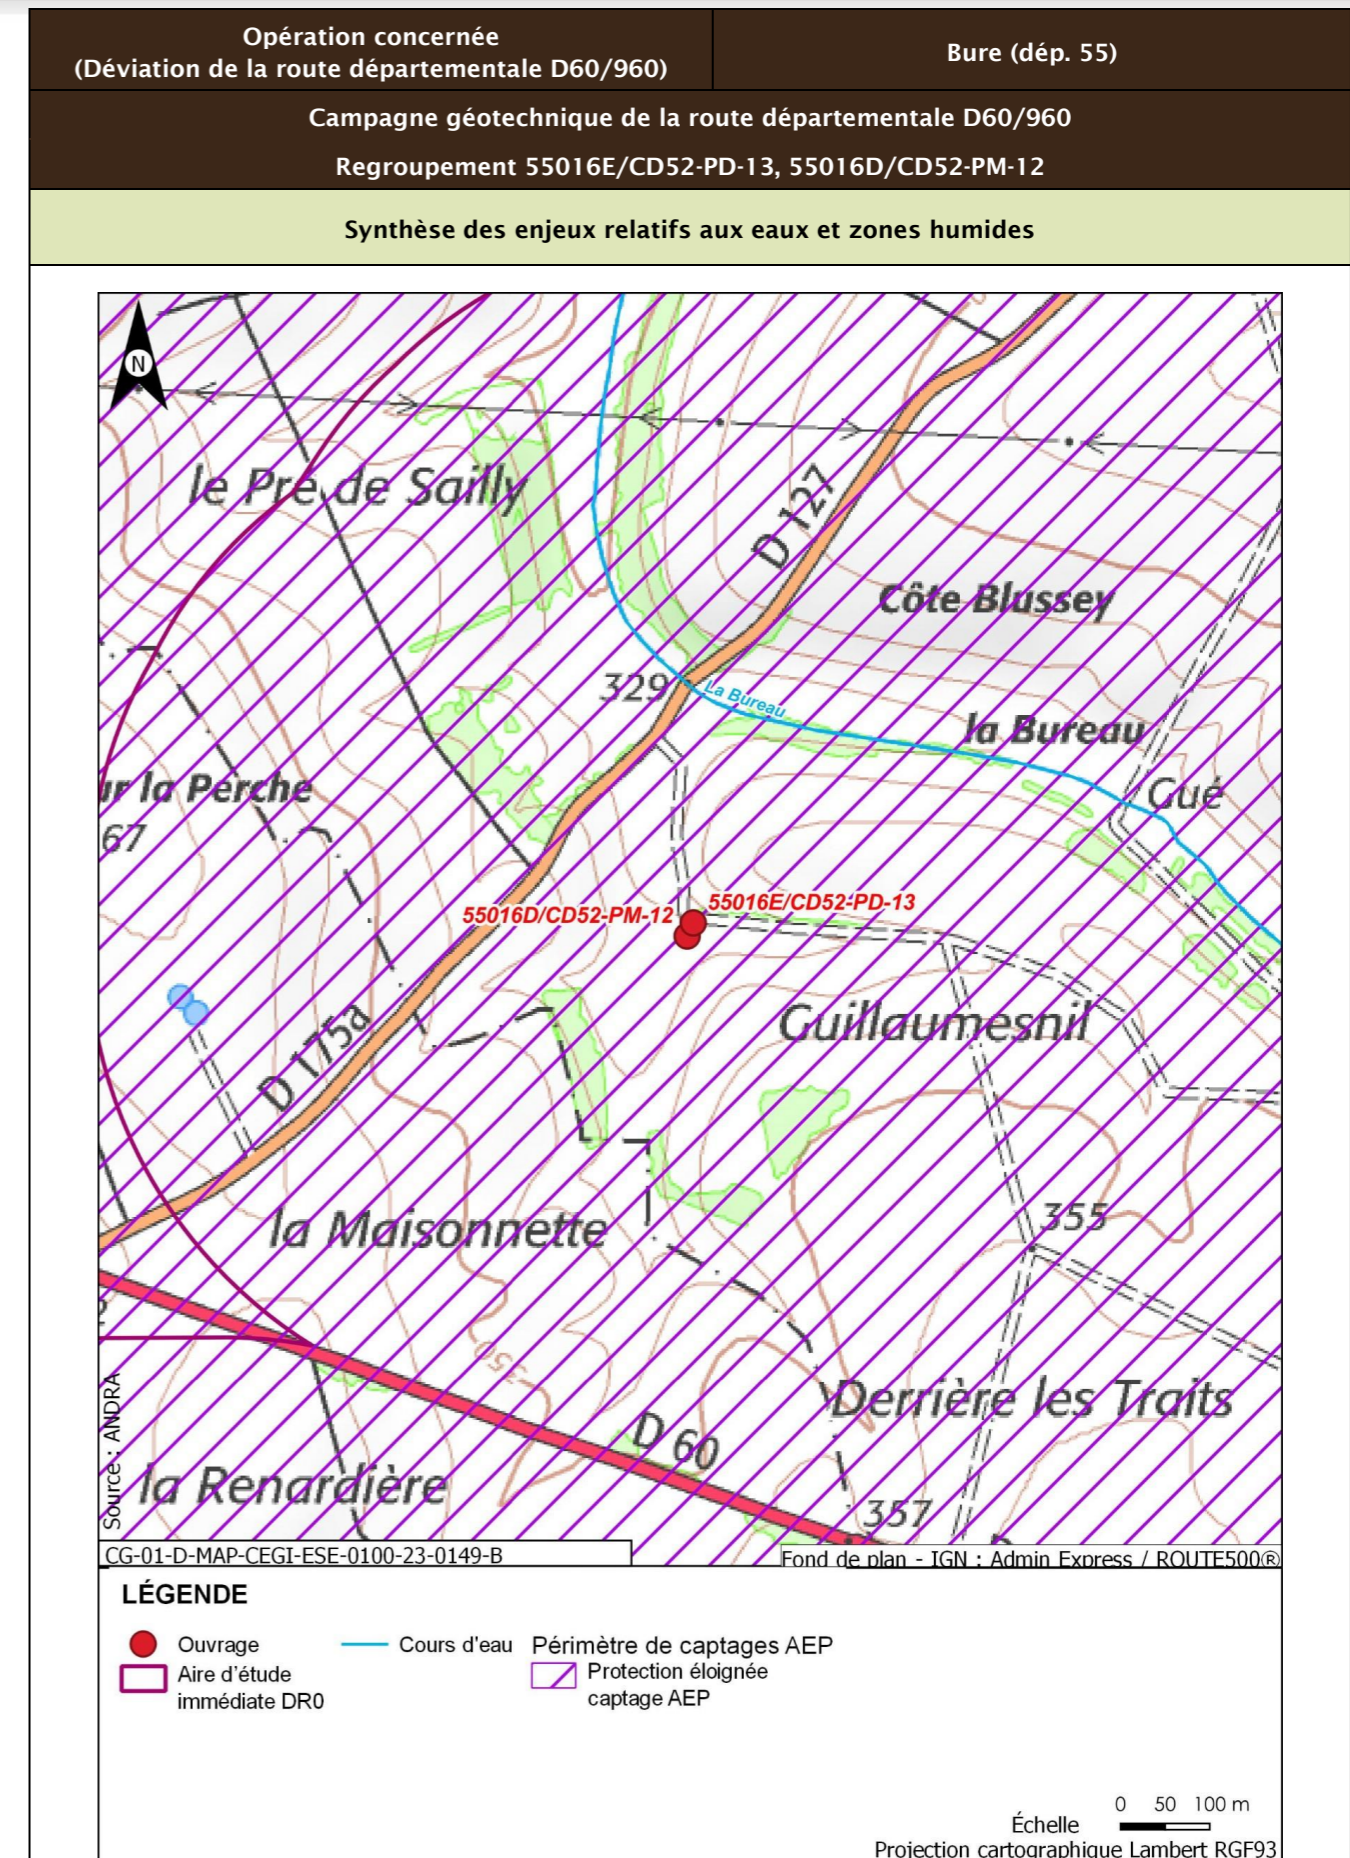 Opération concernée
(Déviation de la route départementale D60/960)
Bure (dép. 55)
Campagne géotechnique de la route départementale D60/960
Regroupement 55016E/CD52-PD-13, 55016D/CD52-PM-12
Synthèse des enjeux relatifs aux eaux et zones humides
N
le Pré de Sailly
D 127
Côte Blussey
329
La Bureau
la Bureau
Gué
ur la Perche
67
55016E/CD52-PD-13
55016D/CD52-PM-12
Guillaumesnil
D 175a
355
la Maisonnette
350
Derrière les Traits
D 60
la Renardière
357
Source : ANDRA
CG-01-D-MAP-CEGI-ESE-0100-23-0149-B
Fond de plan - IGN : Admin Express / ROUTE500®
LÉGENDE
Ouvrage
Aire d'étude
immédiate DR0
Cours d'eau
Périmètre de captages AEP
Protection éloignée
captage AEP
0 50 100 m
Échelle
Projection cartographique Lambert RGF93